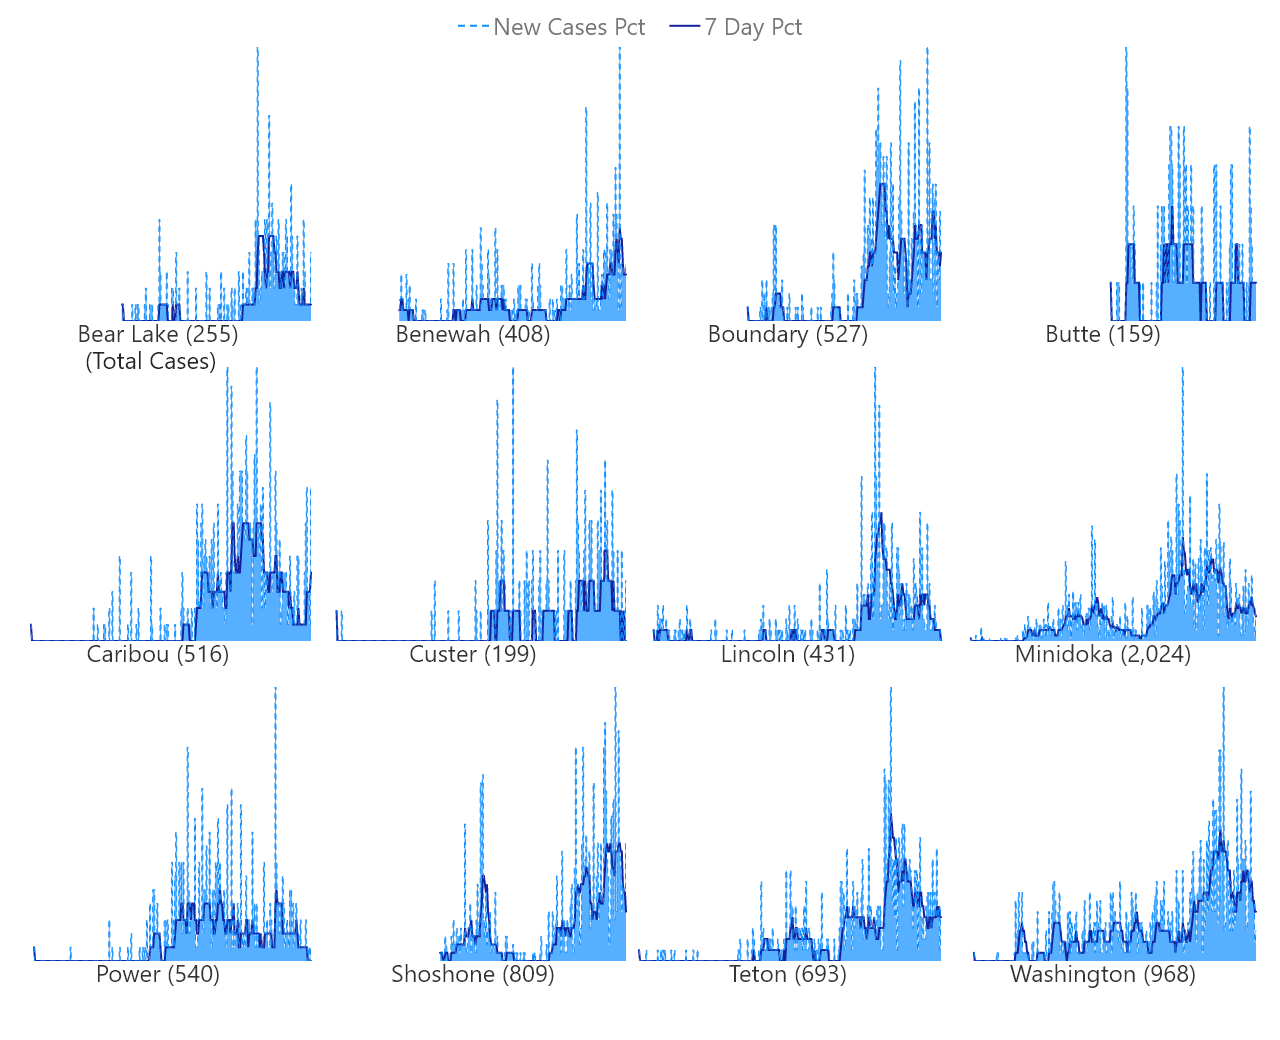 New Cases Pct 7 Day Pct
Bear Lake (255) Benewah (408) Boundary (527) Butte (159)
(Total Cases)
Caribou (516) Custer (199) Lincoln (431) Minidoka (2,024)
Power (540) Shoshone (809) Teton (693) Washington (968)